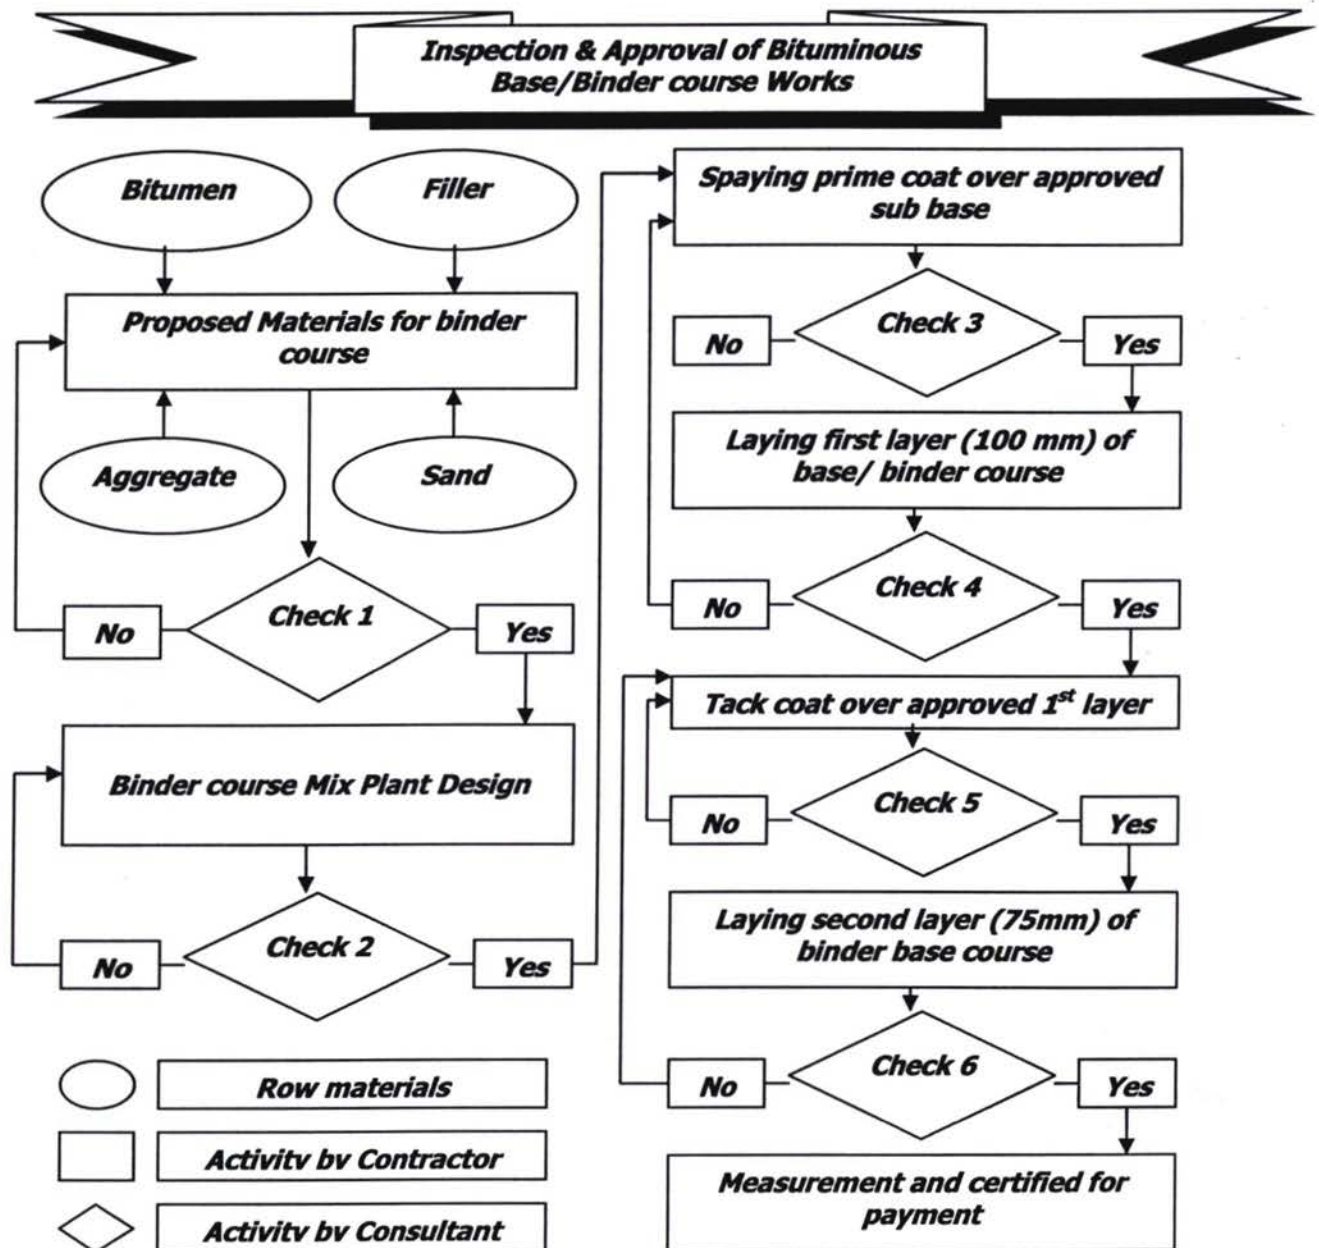 Inspection & Approval of Bituminous
Base/Binder course Works
Bitumen
Filler
Proposed Materials for binder
course
Aggregate
Sand
Check 1
No
Yes
Binder course Mix Plant Design
Check 2
No
Yes
Row materials
Activity by Contractor
Activity by Consultant
Spaying prime coat over approved
sub base
Check 3
No
Yes
Laying first layer (100 mm) of
base/ binder course
Check 4
No
Yes
Tack coat over approved 1st layer
Check 5
No
Yes
Laying second layer (75mm) of
binder base course
Check 6
No
Yes
Measurement and certified for
payment